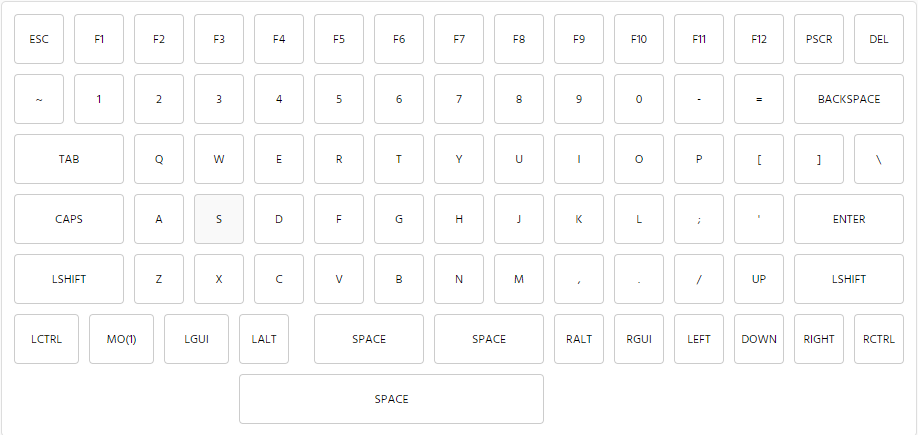 ESC F1 F2 F3 F4 F5 F6 F7 F8 F9 F10 F11 F12 PSCR DEL
~ 1 2 3 4 5 6 7 8 9 0 - = BACKSPACE
TAB Q W E R T Y U I O P [ ] \
CAPS A S D F G H J K L ; ' ENTER
LSHIFT Z X C V B N M , . / UP LSHIFT
LCTRL MO(1) LGUI LALT SPACE SPACE RALT RGUI LEFT DOWN RIGHT RCTRL
SPACE